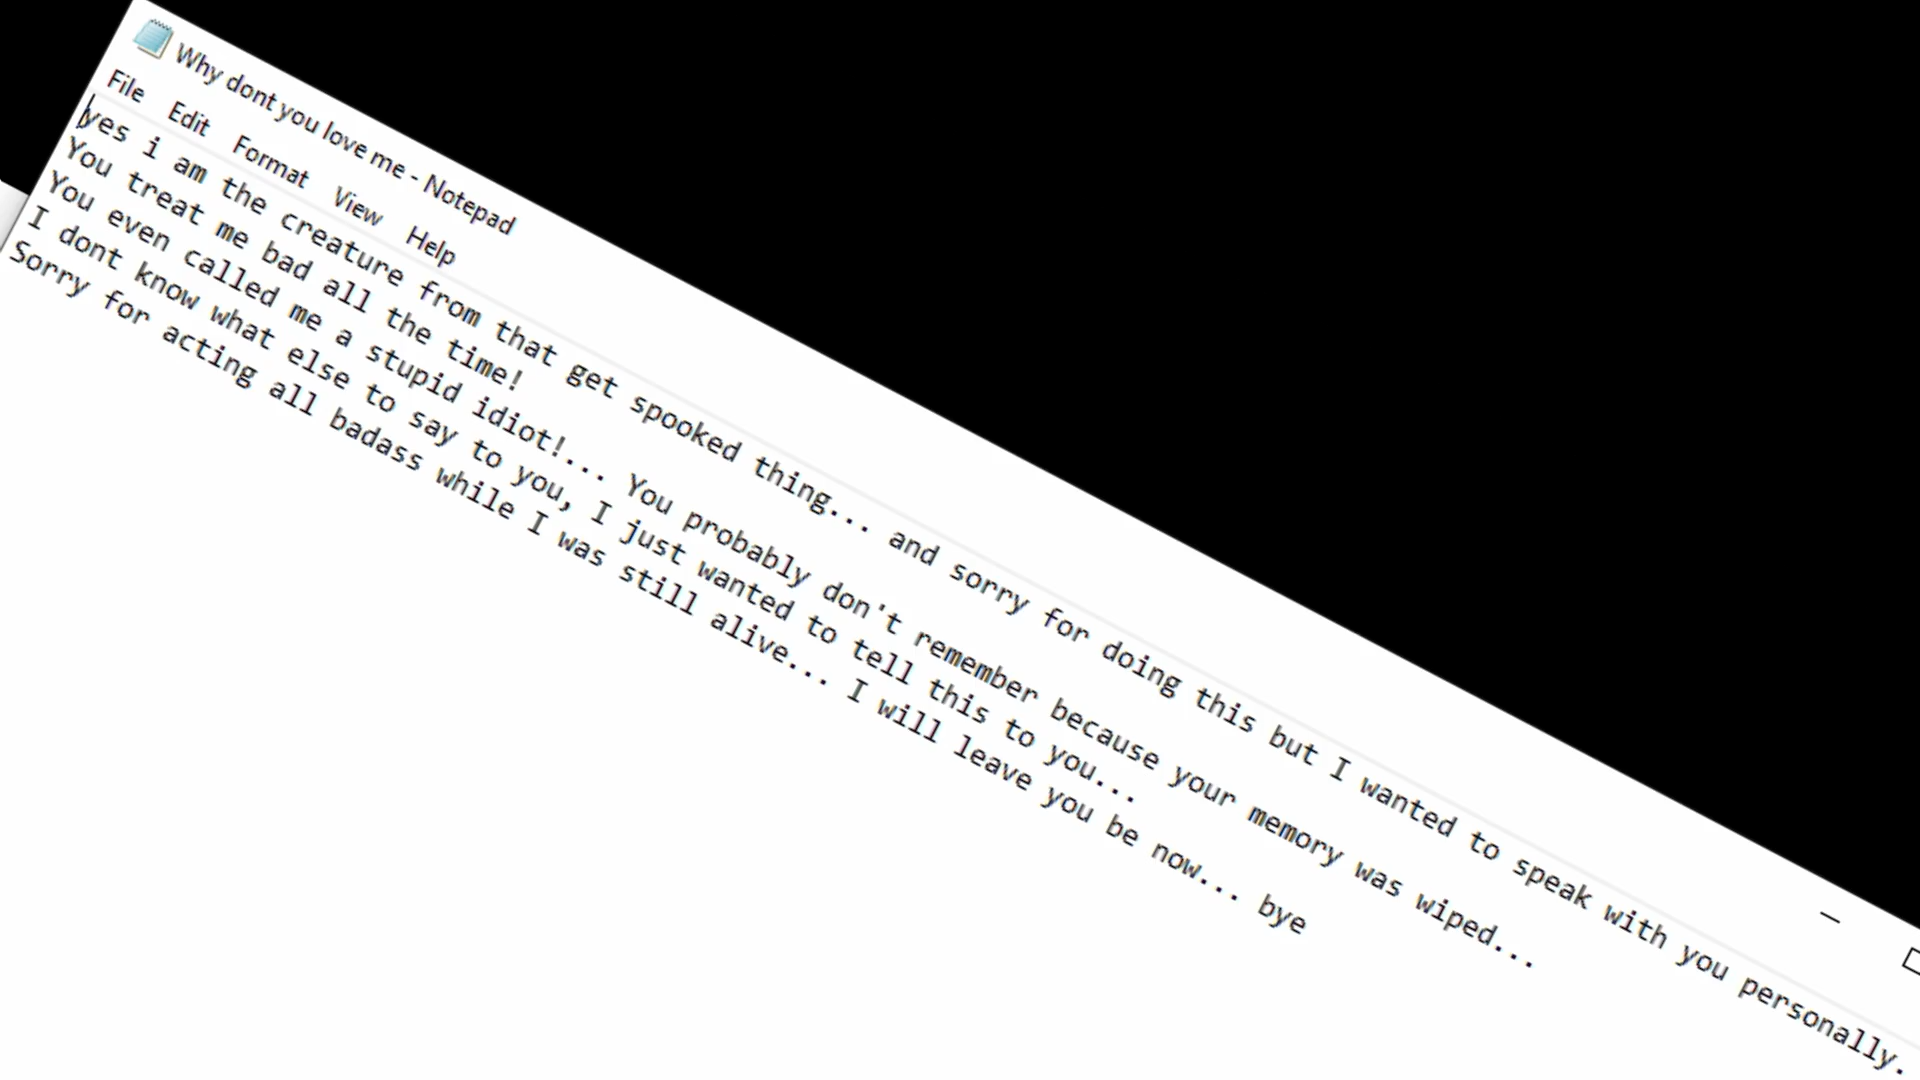 Why dont you love me - Notepad
File Edit Format View Help
yes i am the creature from that get spooked thing... and sorry for doing this but I wanted to speak with you personally.
You treat me bad all the time!
You even called me a stupid idiot!... You probably don't remember because your memory was wiped...
I dont know what else to say to you, I just wanted to tell this to you...
Sorry for acting all badass while I was still alive... I will leave you be now... bye